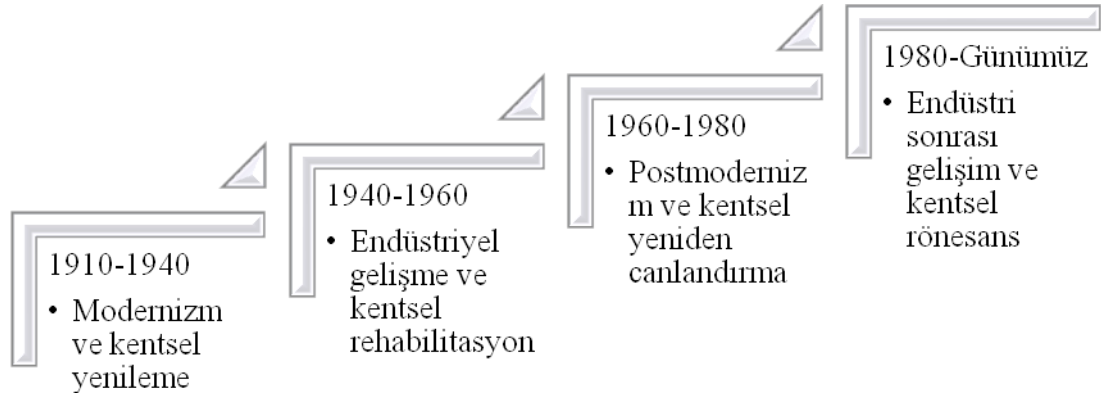 1910-1940
• Modernizm
ve kentsel
yenileme
1940-1960
• Endüstriyel
gelişme ve
kentsel
rehabilitasyon
1960-1980
• Postmoderniz
m ve kentsel
yeniden
canlandırma
1980-Günümüz
• Endüstri
sonrası
gelişim ve
kentsel
rönesans